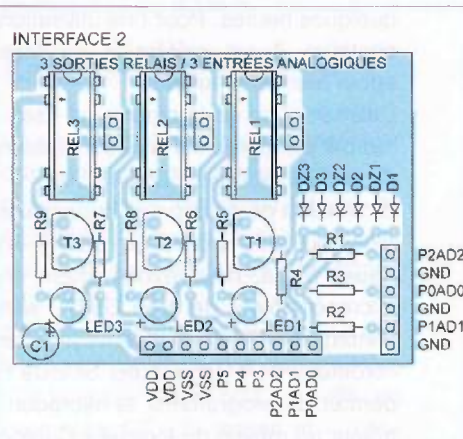 INTERFACE 2
3 SORTIES RELAIS / 3 ENTRÉES ANALOGIQUES
REL3
REL2
REL1
DZ3
D3
DZ2
D2
DZ1
D1
R9
T3
R7
R8
T2
R6
R5
T1
R4
R1
R3
R2
P2AD2
GND
P0AD0
GND
P1AD1
GND
C1
LED3
LED2
LED1
VDD
VDD
VSS
VSS
P5
P4
P3
P2AD2
P1AD1
P0AD0